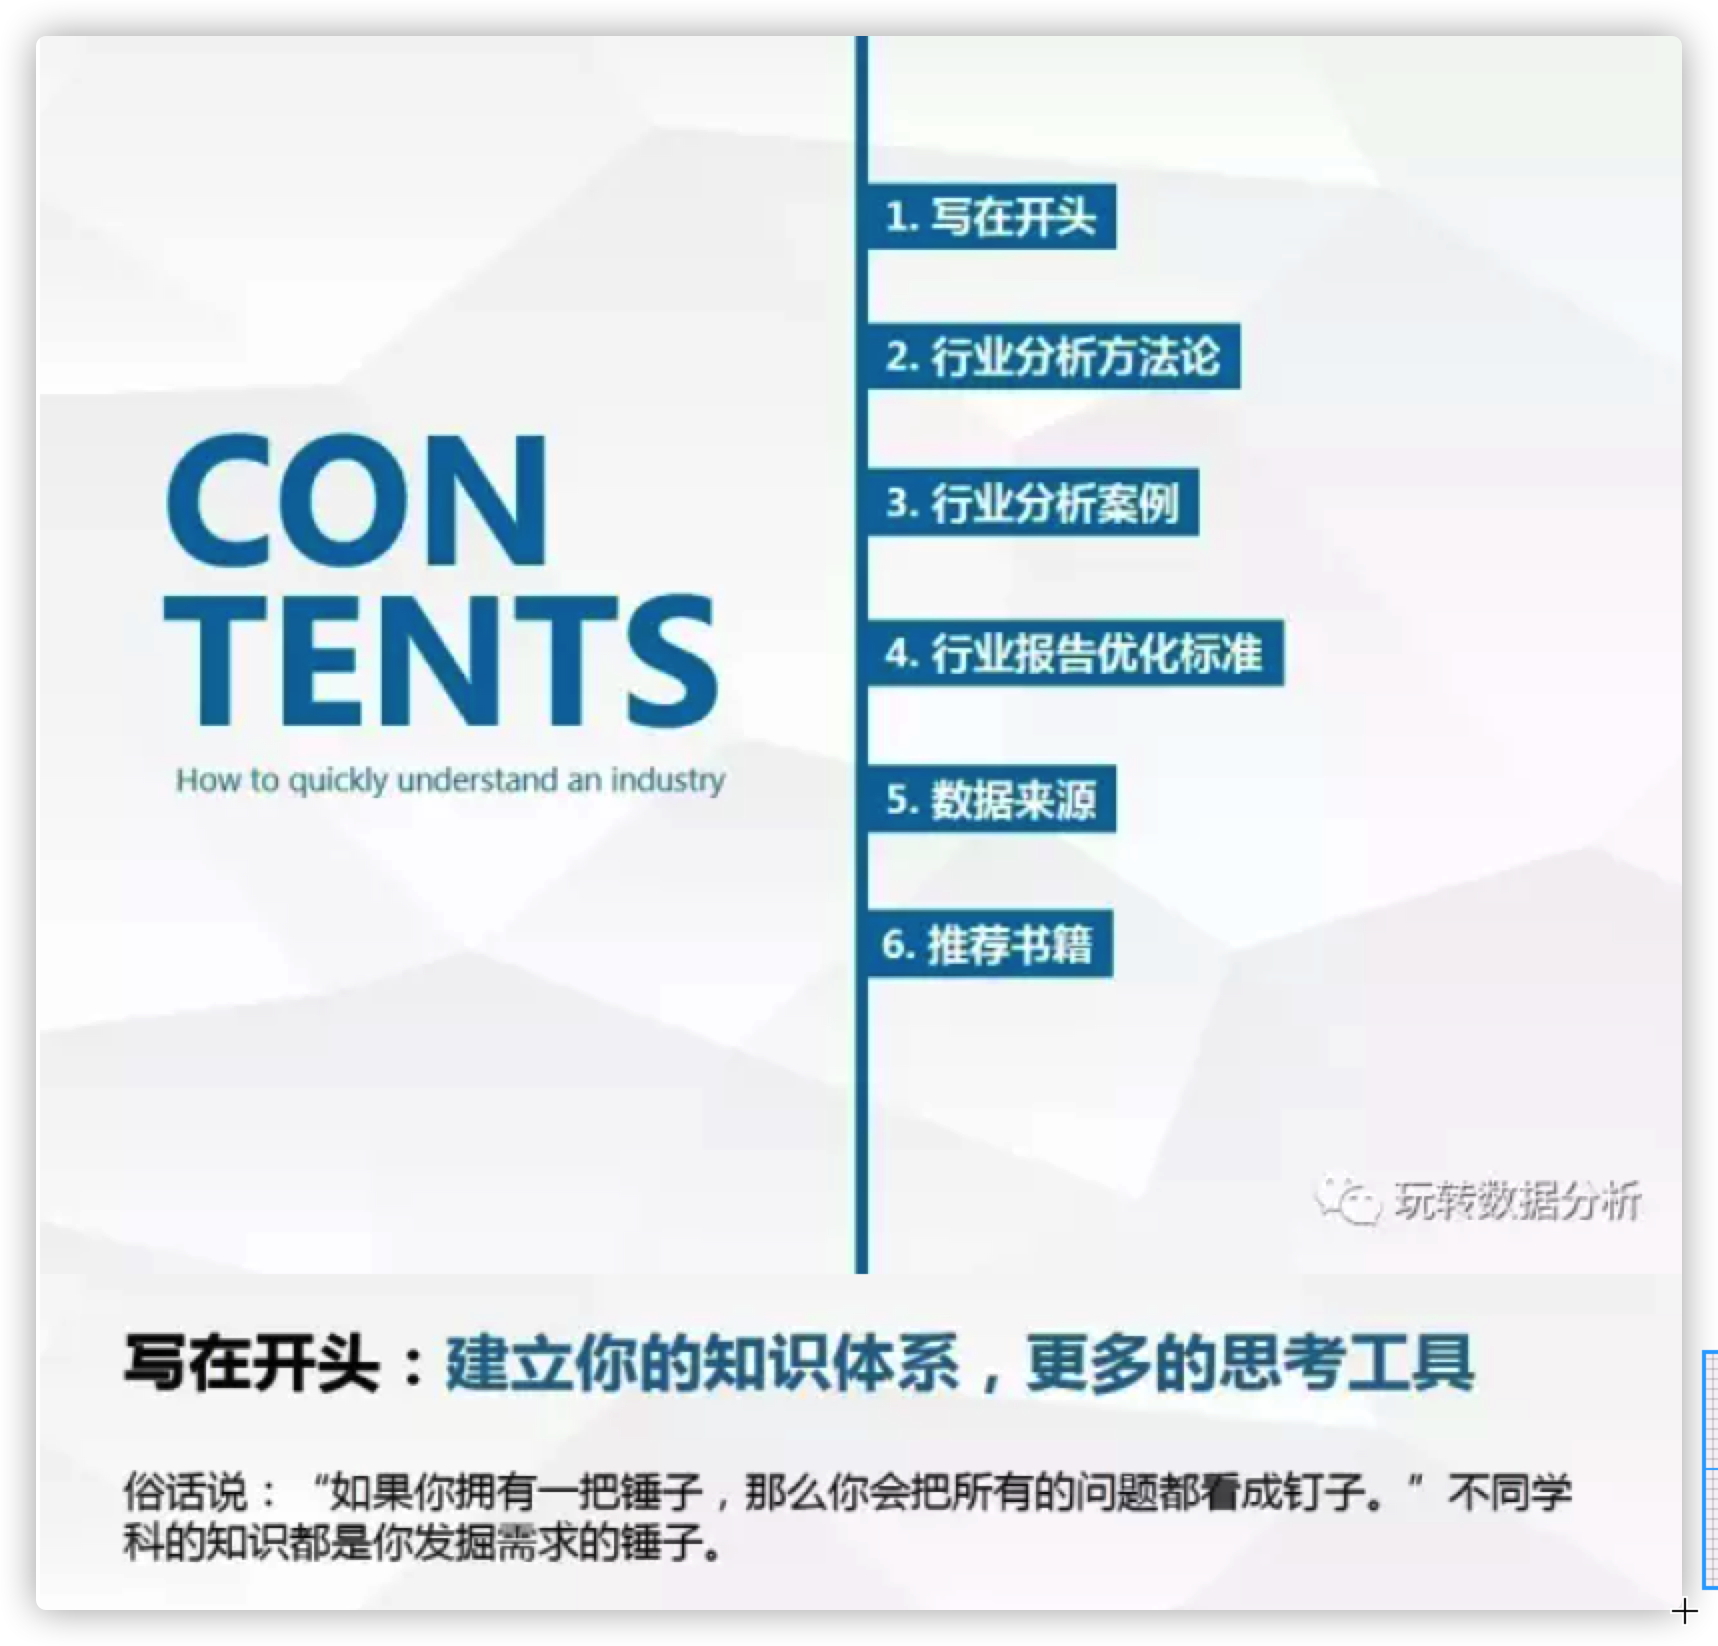 CON
TENTS
How to quickly understand an industry
1. 写在开头
2. 行业分析方法论
3. 行业分析案例
4. 行业报告优化标准
5. 数据来源
6. 推荐书籍
玩转数据分析
写在开头：建立你的知识体系，更多的思考工具
俗话说：“如果你拥有一把锤子，那么你会把所有的问题都看成钉子。”不同学
科的知识都是你发掘需求的锤子。